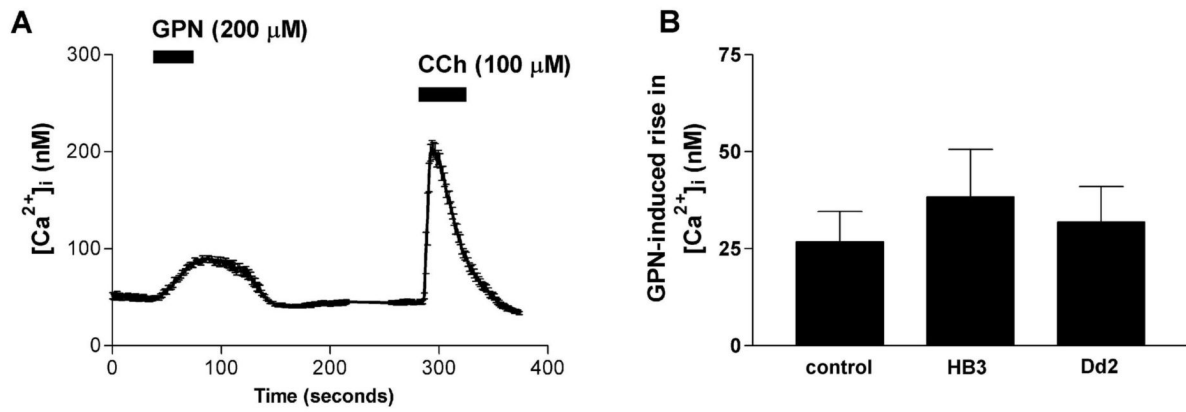 A
GPN (200 μM)
CCh (100 μM)
300
200
100
0
[Ca2+]i (nM)
0 100 200 300 400
Time (seconds)
B
75
50
25
0
GPN-induced rise in
[Ca2+]i (nM)
control HB3 Dd2